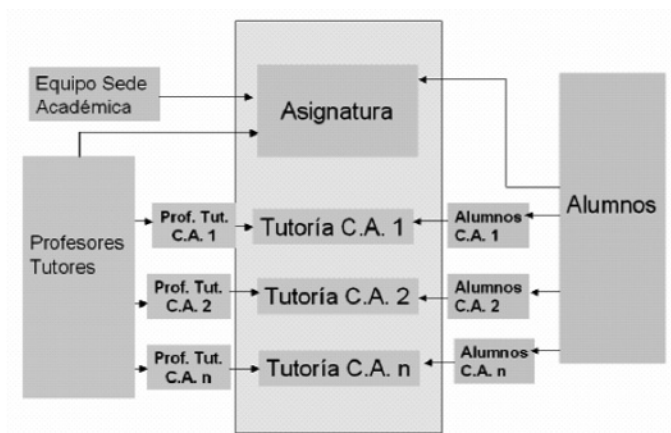 Equipo Sede
Académica
Asignatura
Profesores
Tutores
Prof. Tut.
C.A. 1
Tutoría C.A. 1
Alumnos
C.A. 1
Alumnos
Prof. Tut.
C.A. 2
Tutoría C.A. 2
Alumnos
C.A. 2
Prof. Tut.
C.A. n
Tutoría C.A. n
Alumnos
C.A. n